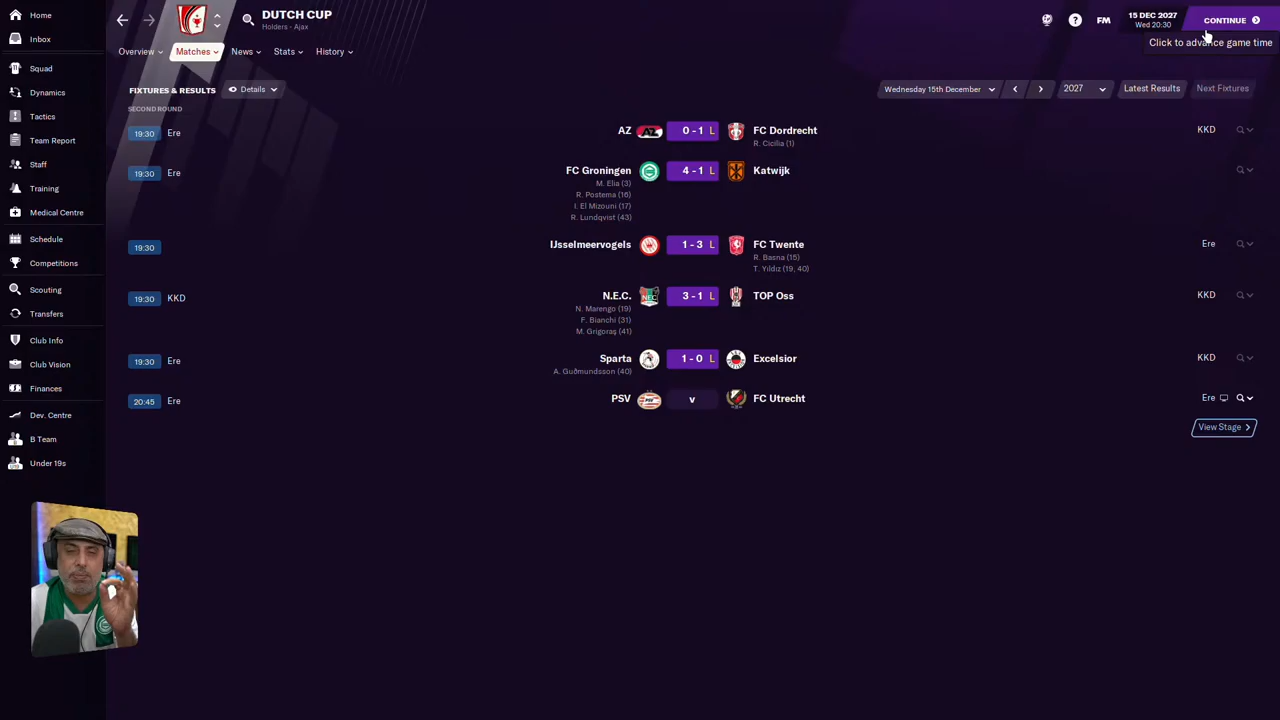 Home
DUTCH CUP
Holders - Ajax
15 DEC 2027
Wed 20:30
CONTINUE
FM
Click to advance game time
Inbox
Overview
Matches
News
Stats
History
Squad
Dynamics
Tactics
Team Report
Staff
Training
Medical Centre
Schedule
Competitions
Scouting
Transfers
Club Info
Club Vision
Finances
Dev. Centre
B Team
Under 19s
FIXTURES & RESULTS
Details
Wednesday 15th December
2027
Latest Results
Next Fixtures
SECOND ROUND
19:30 Ere AZ 0 - 1 L FC Dordrecht KKD
R. Cicilia (1)
19:30 Ere FC Groningen 4 - 1 L Katwijk
M. Elia (3)
R. Postema (16)
I. El Mizouni (17)
R. Lundqvist (43)
19:30 IJsselmeervogels 1 - 3 L FC Twente Ere
R. Basna (15)
T. Yıldız (19, 40)
19:30 KKD N.E.C. 3 - 1 L TOP Oss KKD
N. Marengo (19)
F. Bianchi (31)
M. Grigoraș (41)
19:30 Ere Sparta 1 - 0 L Excelsior KKD
A. Guðmundsson (40)
20:45 Ere PSV v FC Utrecht Ere
View Stage